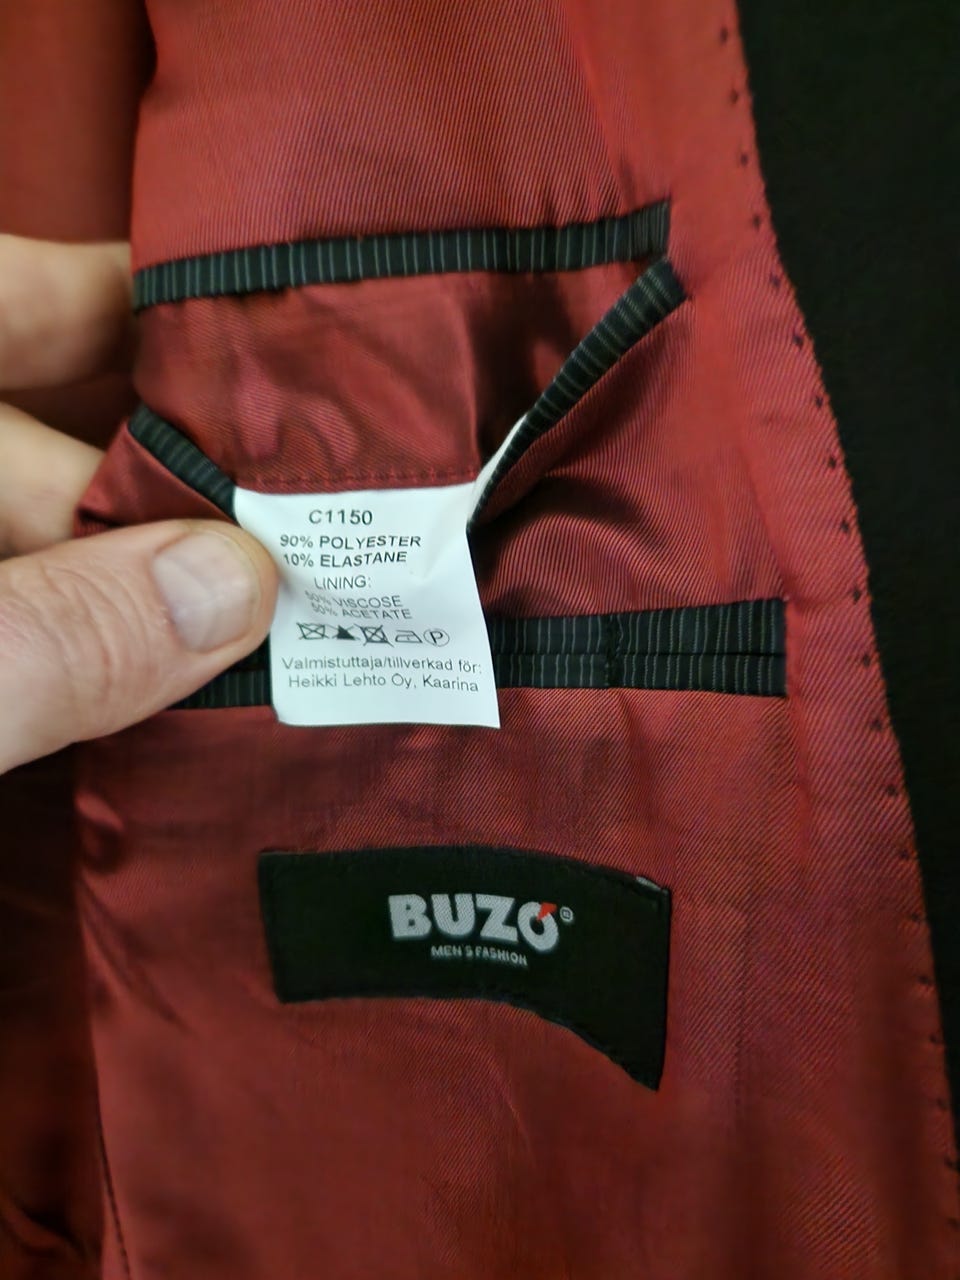 C1150
90% POLYESTER
10% ELASTANE
LINING:
50% VISCOSE
50% ACETATE
P
Valmistuttaja/tillverkad för:
Heikki Lehto Oy, Kaarina
BUZO®
MEN'S FASHION